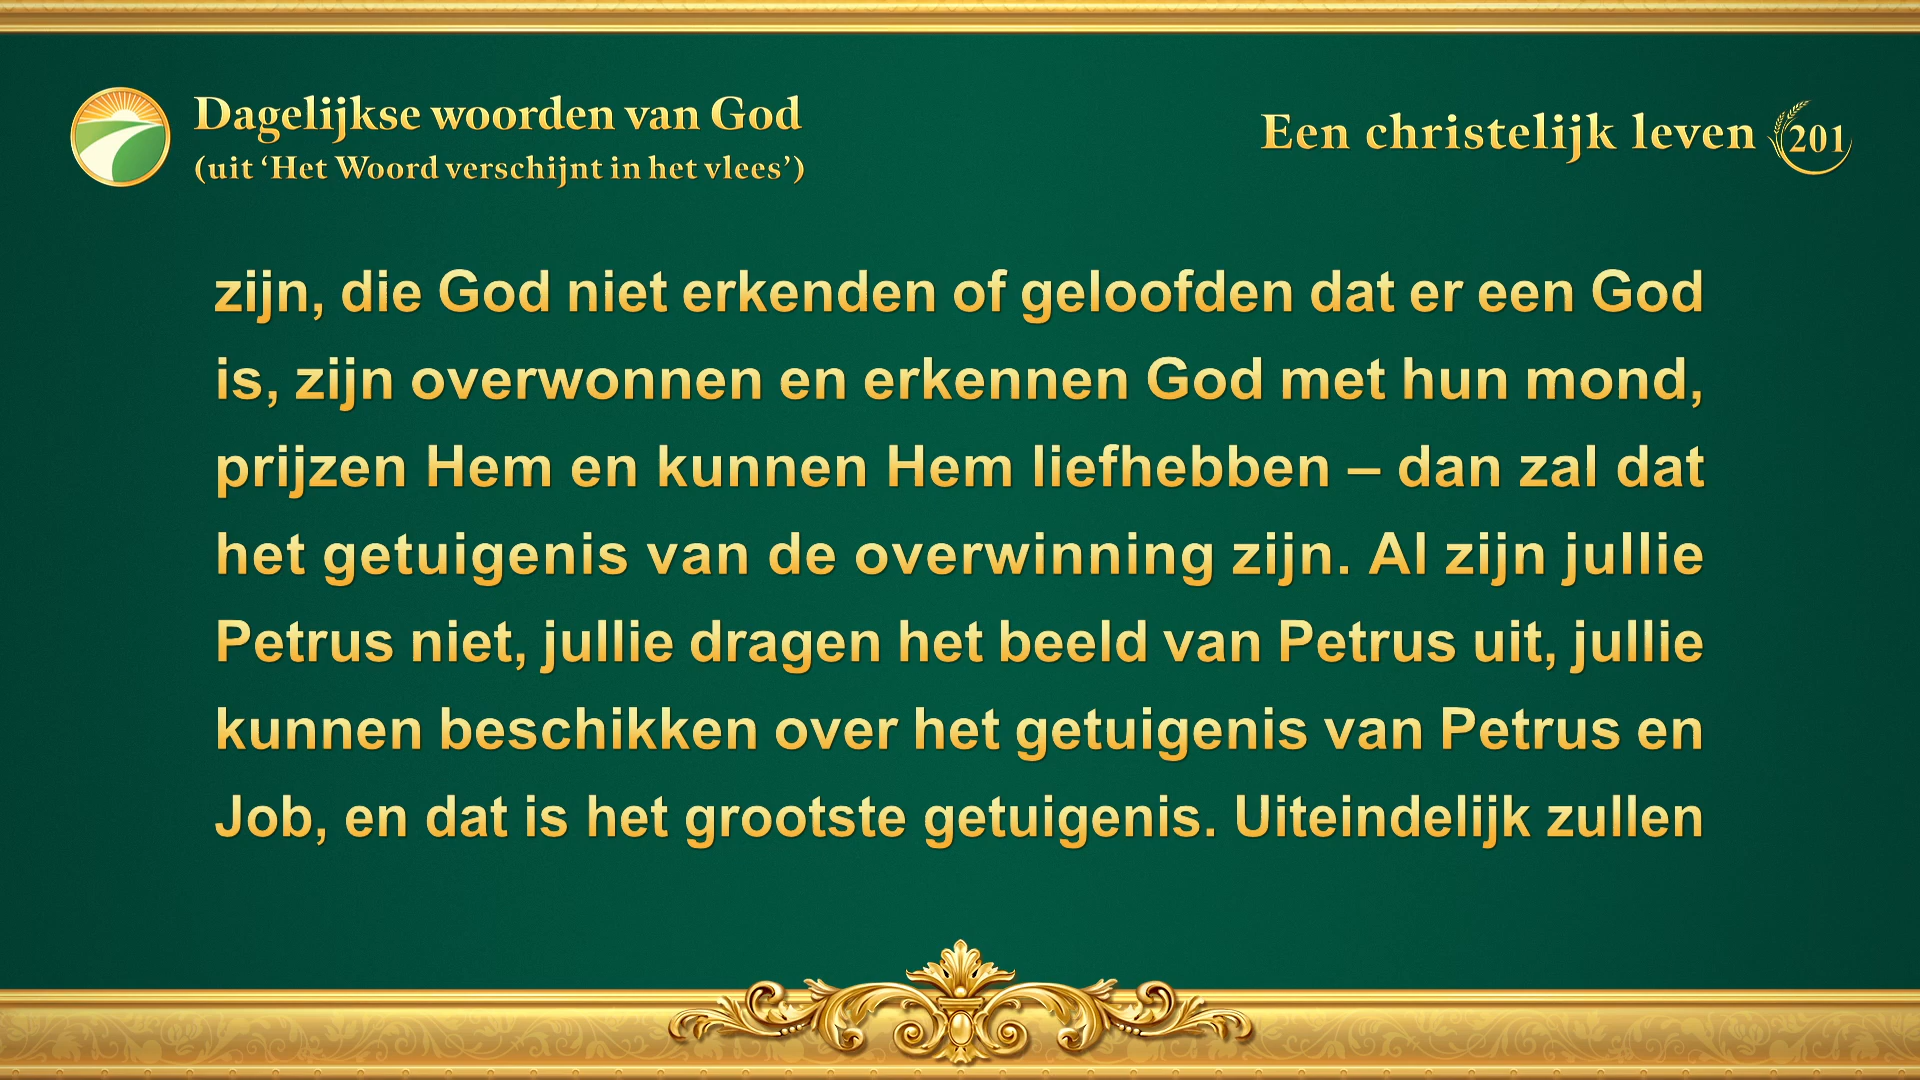 Dagelijkse woorden van God
(uit ‘Het Woord verschijnt in het vlees’)
Een christelijk leven 201
zijn, die God niet erkenden of geloofden dat er een God
is, zijn overwonnen en erkennen God met hun mond,
prijzen Hem en kunnen Hem liefhebben – dan zal dat
het getuigenis van de overwinning zijn. Al zijn jullie
Petrus niet, jullie dragen het beeld van Petrus uit, jullie
kunnen beschikken over het getuigenis van Petrus en
Job, en dat is het grootste getuigenis. Uiteindelijk zullen